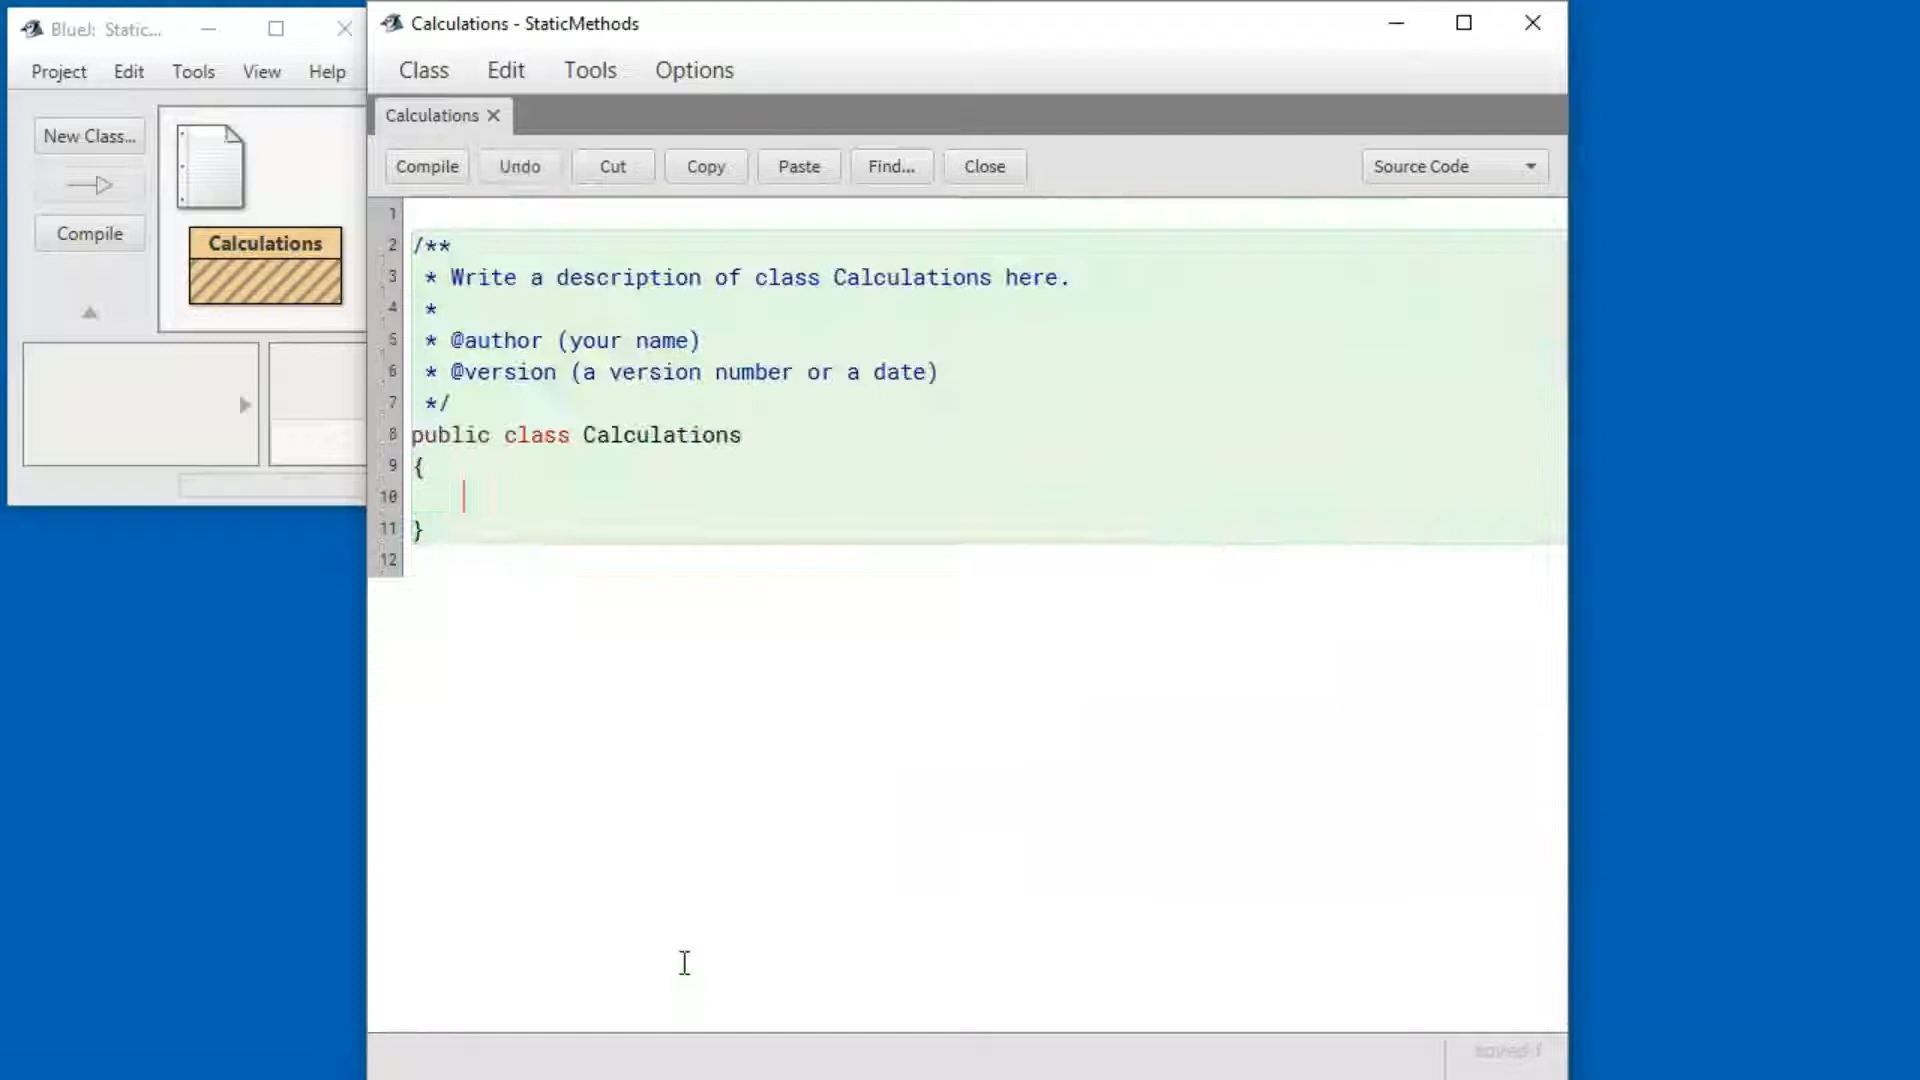 BlueJ: Static...
Project Edit Tools View Help
New Class...
Compile
Calculations
Calculations - StaticMethods
Class Edit Tools Options
Calculations
Compile Undo Cut Copy Paste Find... Close Source Code
1
2 /**
3 * Write a description of class Calculations here.
4 *
5 * @author (your name)
6 * @version (a version number or a date)
7 */
8 public class Calculations
9 {
10
11 }
12
saved